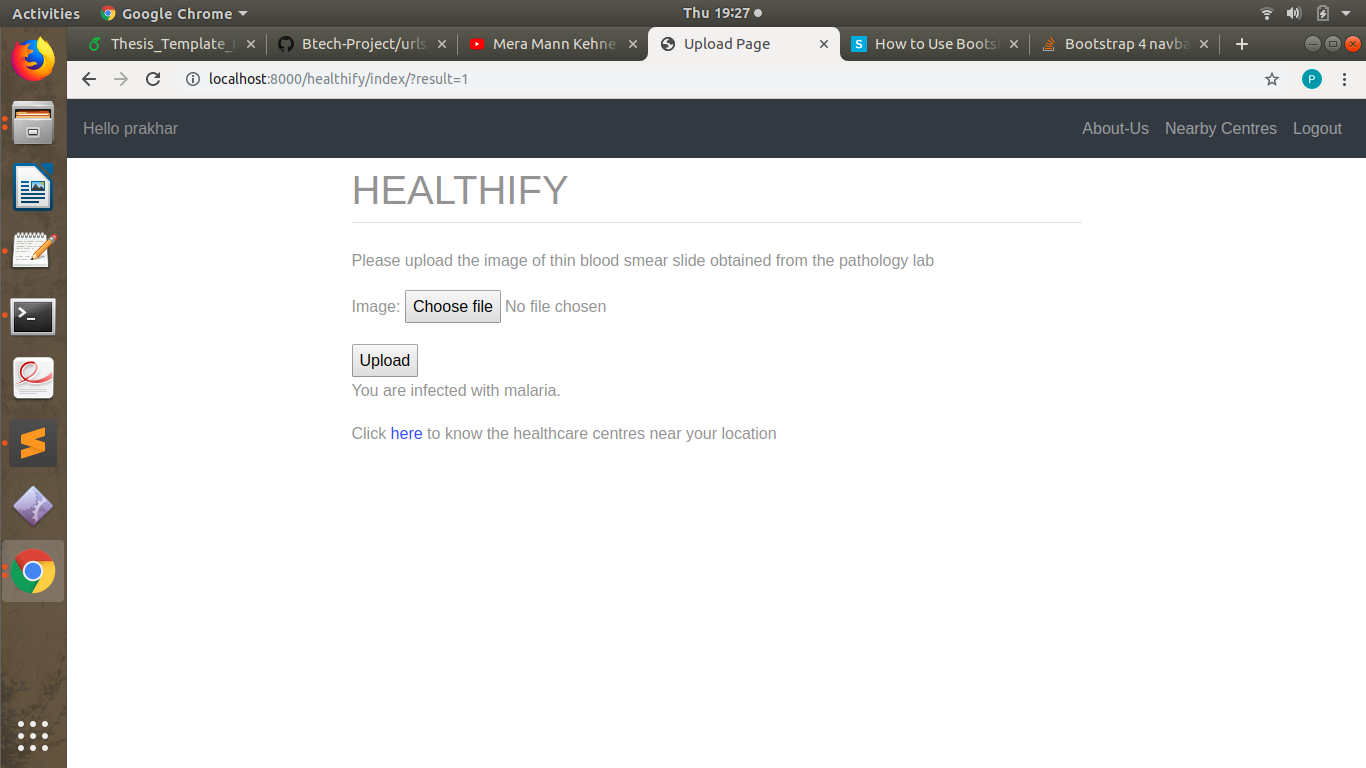 Activities Google Chrome Thu 19:27
Thesis_Template_ Btech-Project/urls Mera Mann Kehne Upload Page How to Use Boots Bootstrap 4 navba
localhost:8000/healthify/index/?result=1 P
Hello prakhar About-Us Nearby Centres Logout
HEALTHIFY
Please upload the image of thin blood smear slide obtained from the pathology lab
Image: Choose file No file chosen
Upload
You are infected with malaria.
Click here to know the healthcare centres near your location